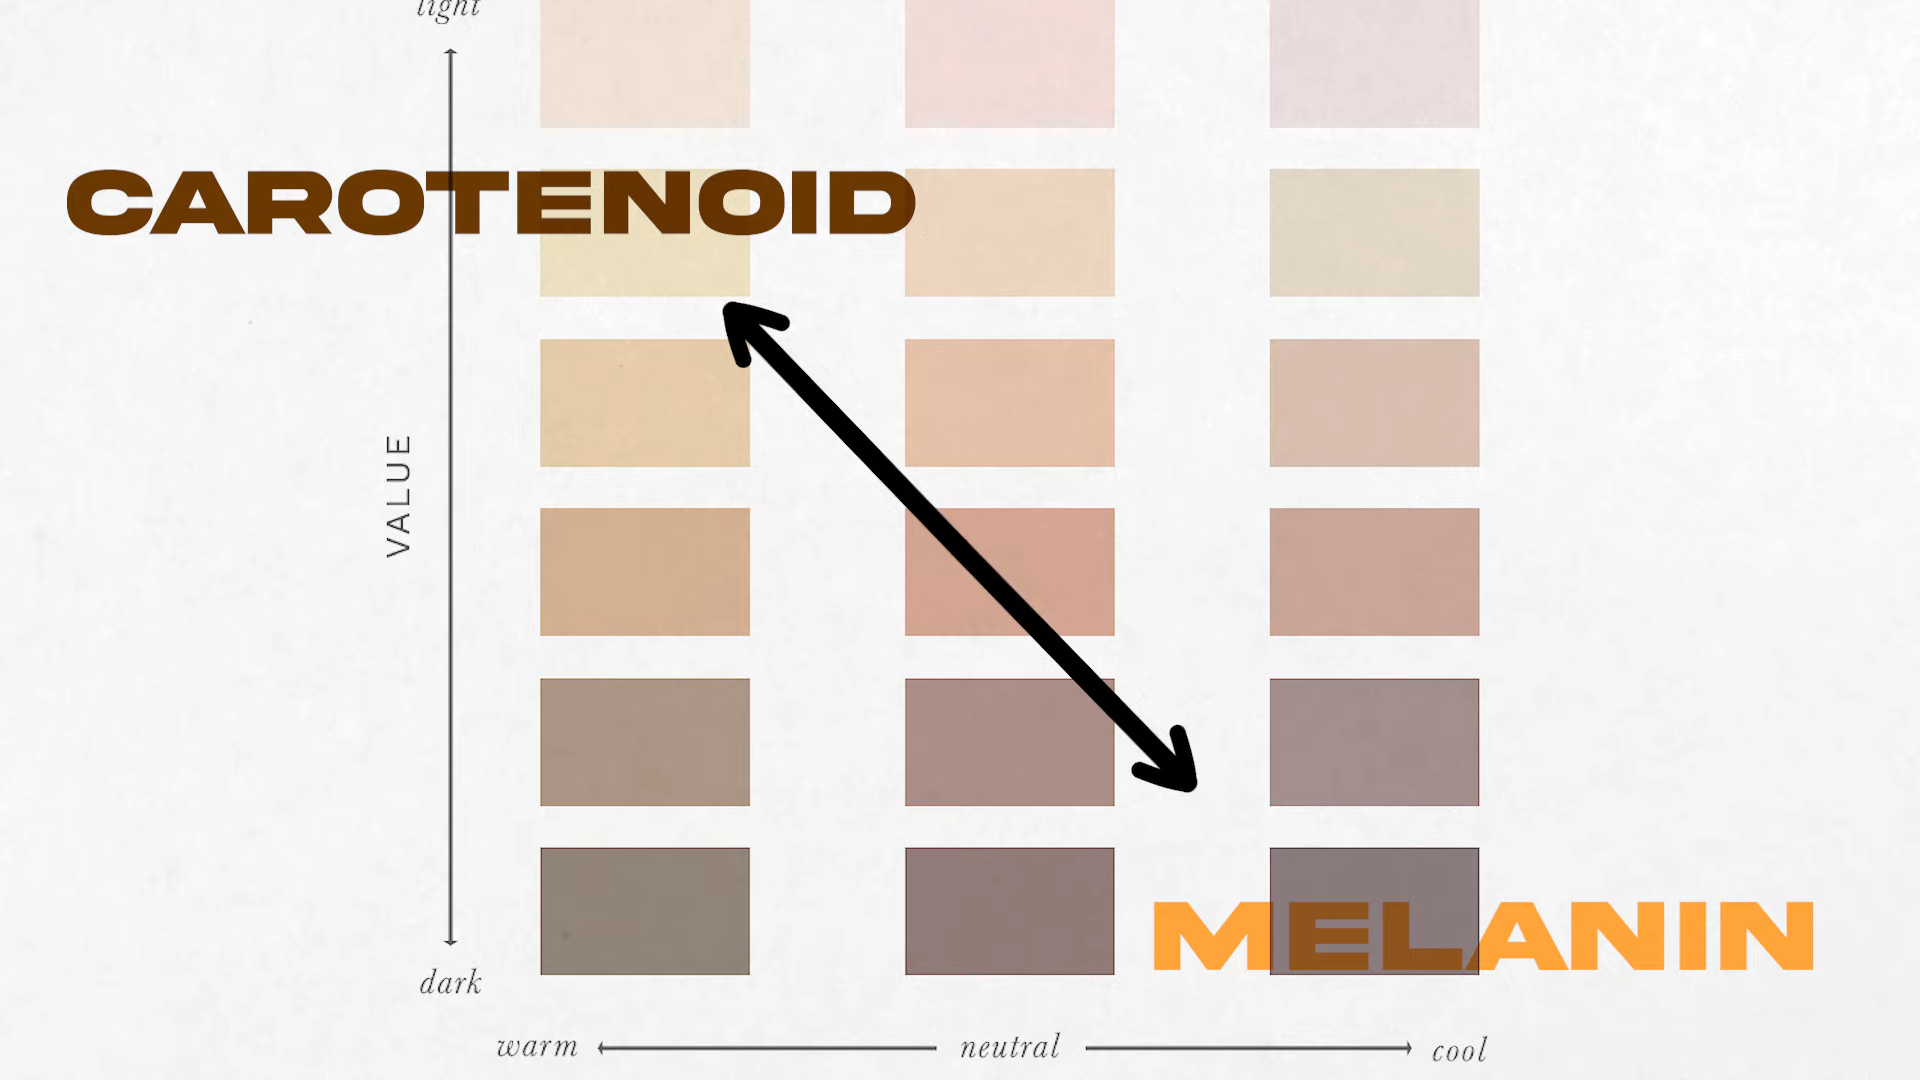 light
CAROTENOID
VALUE
MELANIN
dark
warm neutral cool